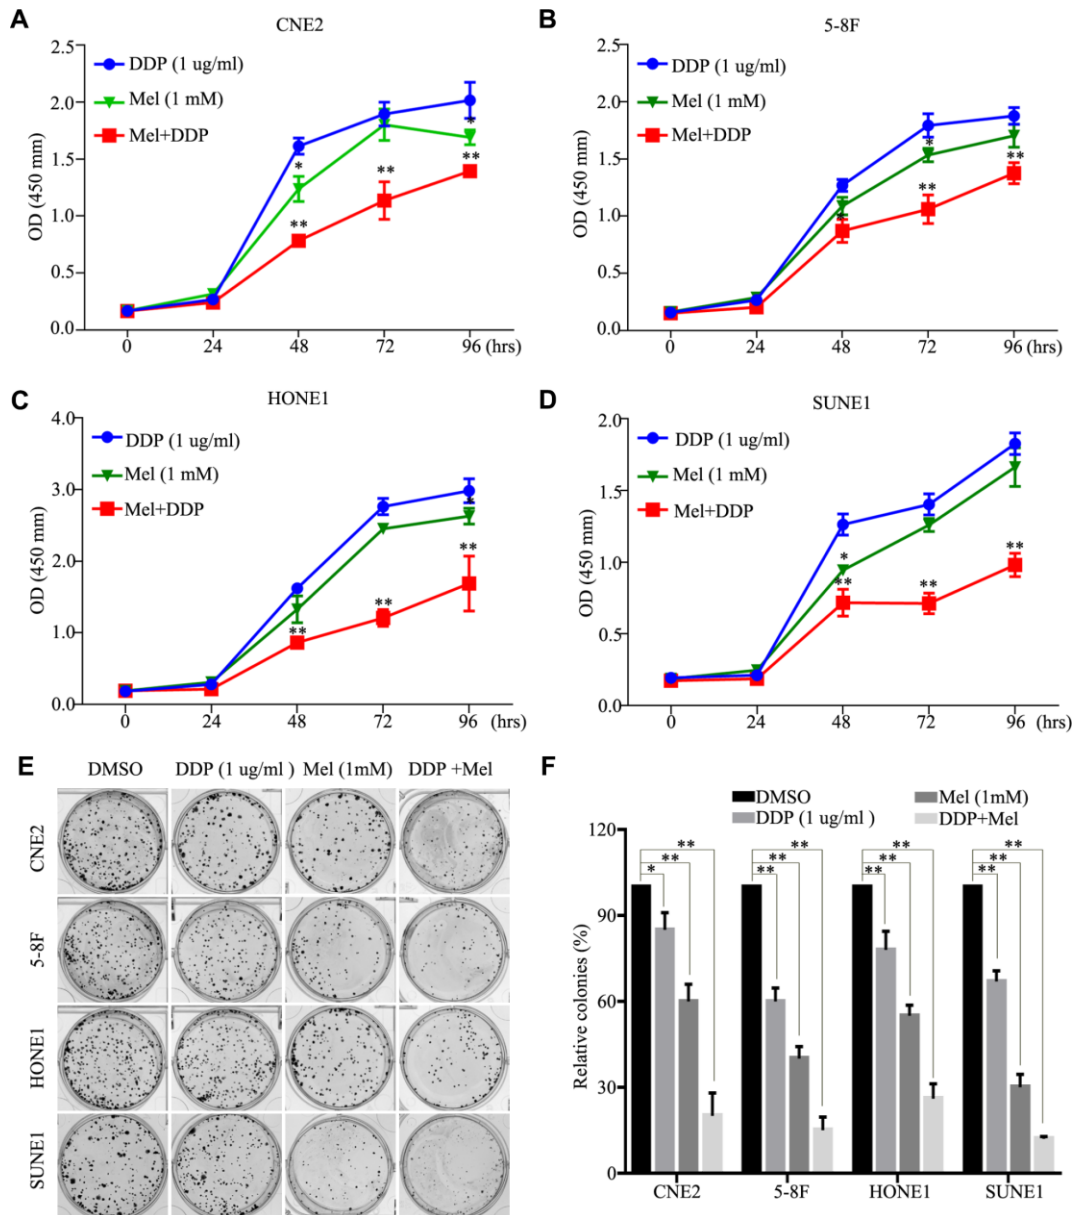 A
CNE2
2.5
2.0
1.5
1.0
0.5
0.0
OD (450 mm)
DDP (1 ug/ml)
Mel (1 mM)
Mel+DDP
*
**
**
*
**
0
24
48
72
96 (hrs)
B
5-8F
2.5
2.0
1.5
1.0
0.5
0.0
OD (450 mm)
DDP (1 ug/ml)
Mel (1 mM)
Mel+DDP
*
*
**
**
0
24
48
72
96 (hrs)
C
HONE1
4.0
3.0
2.0
1.0
0.0
OD (450 mm)
DDP (1 ug/ml)
Mel (1 mM)
Mel+DDP
**
**
*
**
0
24
48
72
96
(hrs)
D
SUNE1
2.0
1.5
1.0
0.5
0.0
OD (450 mm)
DDP (1 ug/ml)
Mel (1 mM)
Mel+DDP
*
**
**
**
0
24
48
72
96 (hrs)
E
DMSO
DDP (1 ug/ml )
Mel (1mM)
DDP +Mel
CNE2
5-8F
HONE1
SUNE1
F
DMSO
DDP (1 ug/ml )
Mel (1mM)
DDP+Mel
120
90
60
30
0
Relative colonies (%)
**
**
*
**
**
**
**
**
**
**
**
**
CNE2
5-8F
HONE1
SUNE1